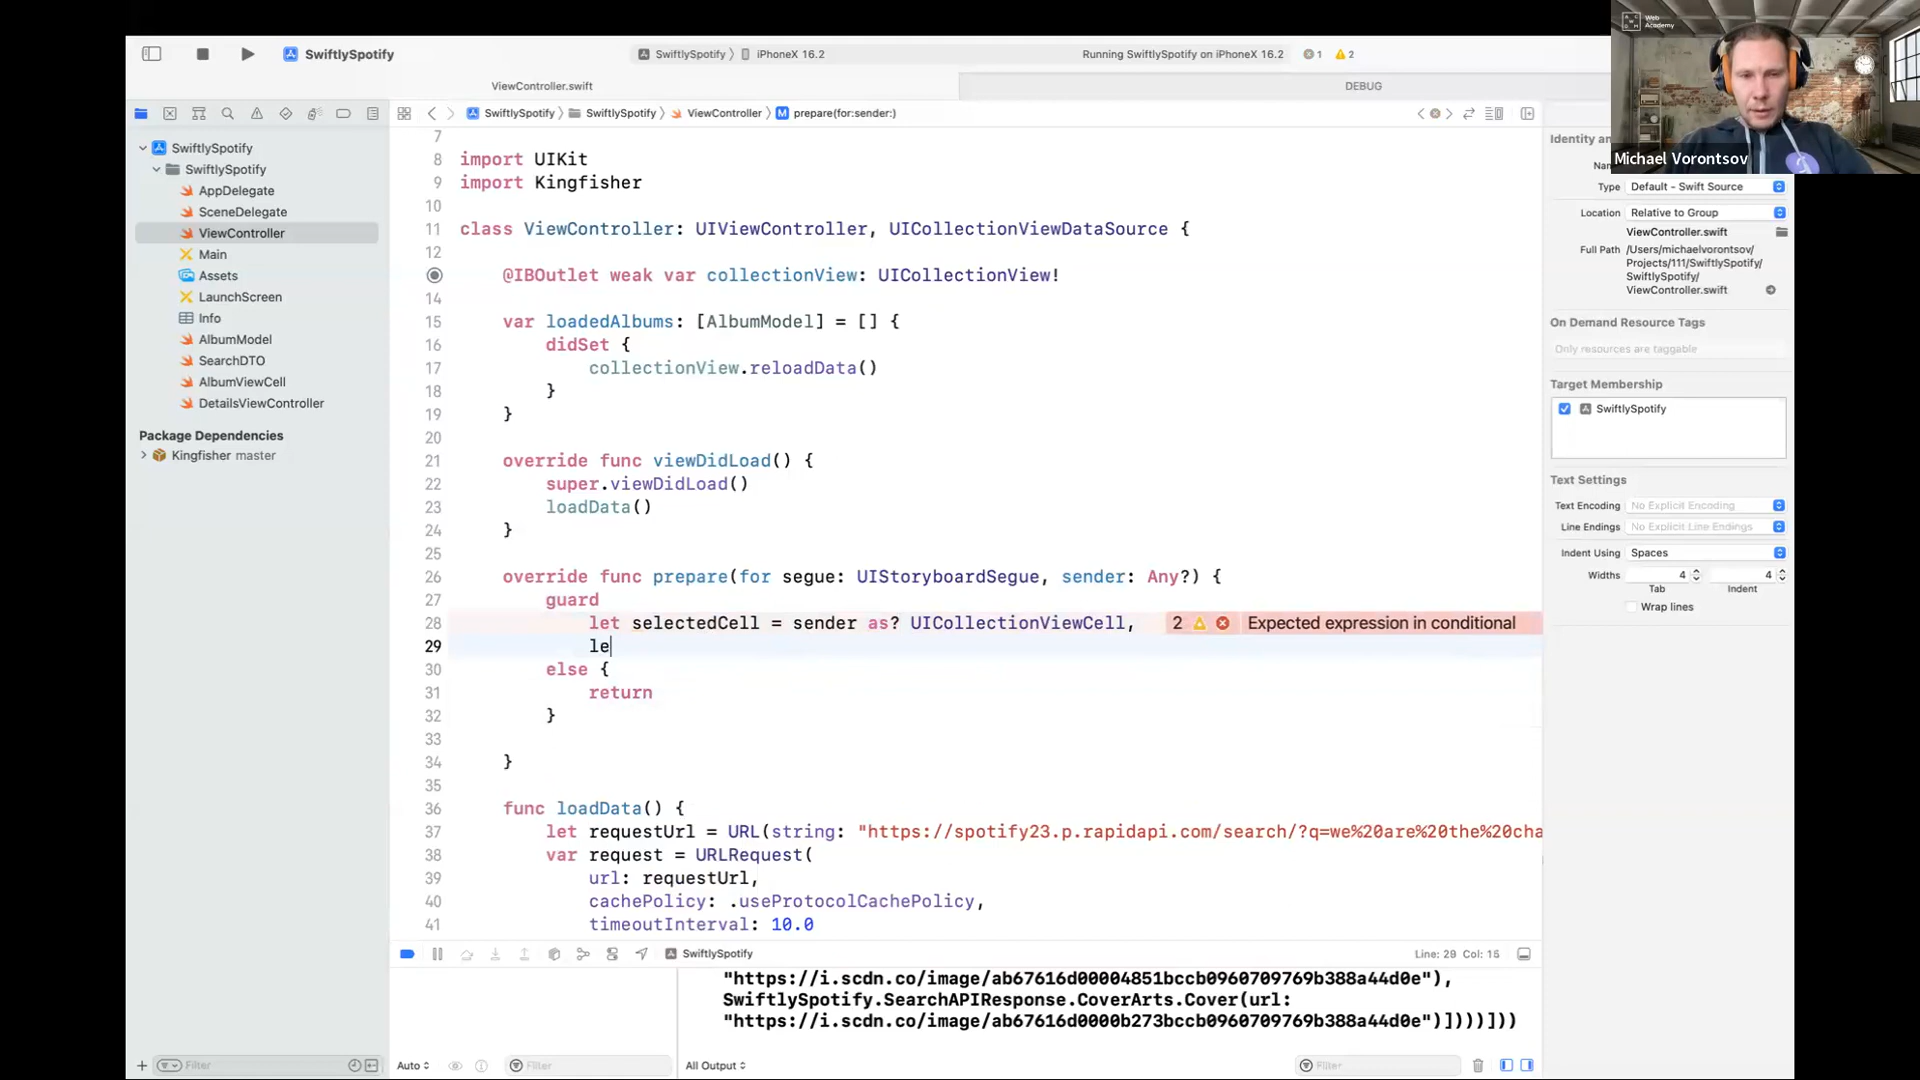 Web
Academy
SwiftlySpotify
SwiftlySpotify
iPhoneX 16.2
Running SwiftlySpotify on iPhoneX 16.2
1
2
ViewController.swift
DEBUG
SwiftlySpotify
SwiftlySpotify
ViewController
M
prepare(for:sender:)
Michael Vorontsov
SwiftlySpotify
SwiftlySpotify
AppDelegate
SceneDelegate
ViewController
Main
Assets
LaunchScreen
Info
AlbumModel
SearchDTO
AlbumViewCell
DetailsViewController
Package Dependencies
Kingfisher master
7
8 import UIKit
9 import Kingfisher
10
11 class ViewController: UIViewController, UICollectionViewDataSource {
12
@IBOutlet weak var collectionView: UICollectionView!
14
15 var loadedAlbums: [AlbumModel] = [] {
16 didSet {
17 collectionView.reloadData()
18 }
19 }
20
21 override func viewDidLoad() {
22 super.viewDidLoad()
23 loadData()
24 }
25
26 override func prepare(for segue: UIStoryboardSegue, sender: Any?) {
27 guard
28 let selectedCell = sender as? UICollectionViewCell, 2 Expected expression in conditional
29 le
30 else {
31 return
32 }
33
34 }
35
36 func loadData() {
37 let requestUrl = URL(string: "https://spotify23.p.rapidapi.com/search/?q=we%20are%20the%20cha
38 var request = URLRequest(
39 url: requestUrl,
40 cachePolicy: .useProtocolCachePolicy,
41 timeoutInterval: 10.0
SwiftlySpotify
Line: 29 Col: 15
"https://i.scdn.co/image/ab67616d00004851bccb0960709769b388a44d0e"),
SwiftlySpotify.SearchAPIResponse.CoverArts.Cover(url:
"https://i.scdn.co/image/ab67616d0000b273bccb0960709769b388a44d0e")])))]))
Filter
Auto
Filter
All Output
Filter
Identity an
Na
Type Default - Swift Source
Location Relative to Group
ViewController.swift
Full Path /Users/michaelvorontsov/
Projects/111/SwiftlySpotify/
SwiftlySpotify/
ViewController.swift
On Demand Resource Tags
Only resources are taggable
Target Membership
SwiftlySpotify
Text Settings
Text Encoding No Explicit Encoding
Line Endings No Explicit Line Endings
Indent Using Spaces
Widths 4 4
Tab Indent
Wrap lines